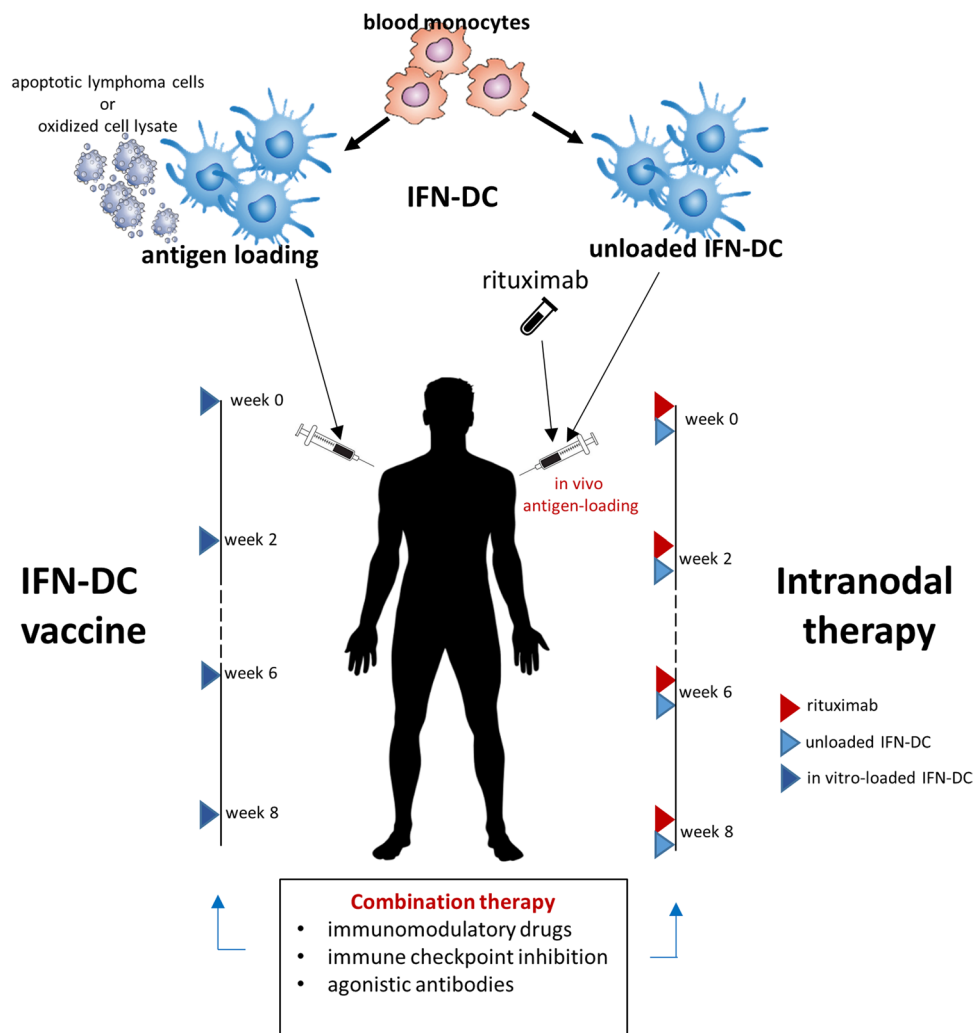 blood monocytes
apoptotic lymphoma cells
or
oxidized cell lysate
IFN-DC
antigen loading
unloaded IFN-DC
rituximab
in vivo
antigen-loading
IFN-DC
vaccine
week 0
week 2
week 6
week 8
week 0
week 2
week 6
week 8
Intranodal
therapy
rituximab
unloaded IFN-DC
in vitro-loaded IFN-DC
Combination therapy
• immunomodulatory drugs
• immune checkpoint inhibition
• agonistic antibodies